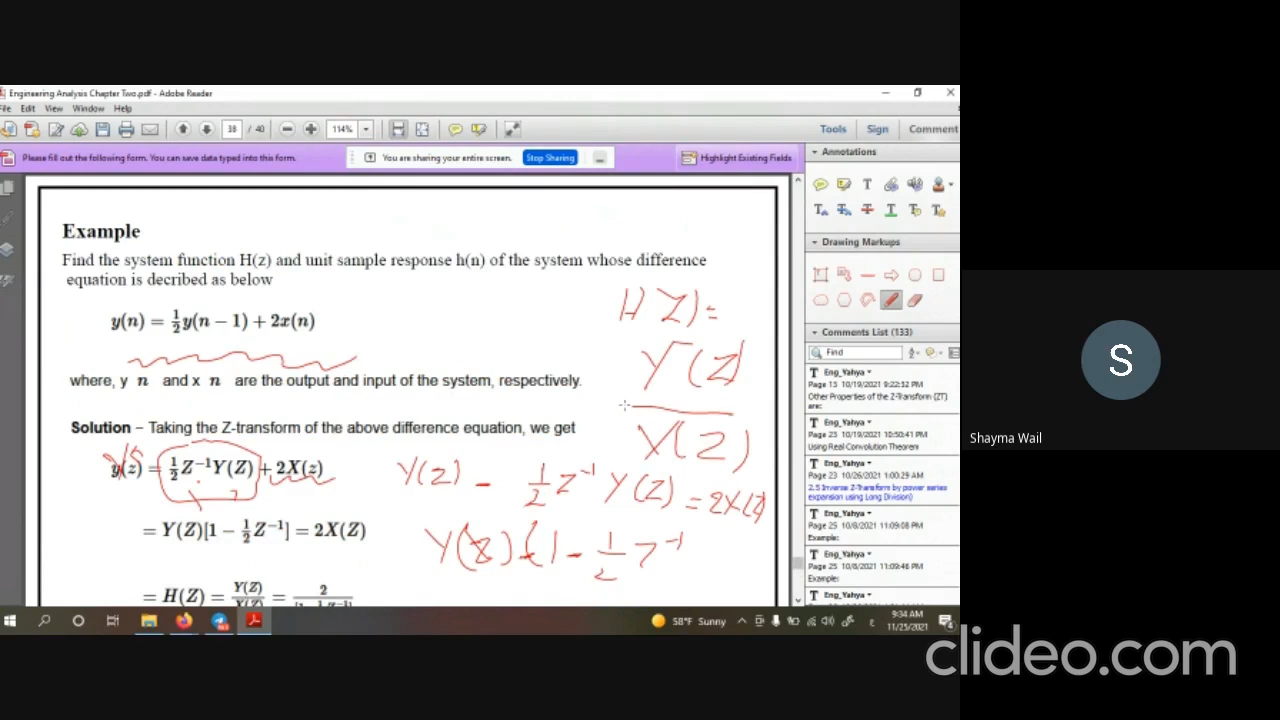 Engineering Analysis Chapter Two.pdf - Adobe Reader
File Edit View Window Help
38 / 40 114% Tools Sign Comment
Please fill out the following form. You can save data typed into this form.
You are sharing your entire screen. Stop Sharing
Highlight Existing Fields
Example
Find the system function H(z) and unit sample response h(n) of the system whose difference
equation is decribed as below
y(n) = 1/2 y(n − 1) + 2x(n)
where, y n and x n are the output and input of the system, respectively.
Solution – Taking the Z-transform of the above difference equation, we get
y(z) = 1/2 Z⁻¹Y(Z) + 2X(z)
= Y(Z)[1 − 1/2 Z⁻¹] = 2X(Z)
= H(Z) = Y(Z)/X(Z) = 2/[1−1/2 Z⁻¹]
H(Z) =
Y(Z)
X(Z)
Y(Z) - 1/2 Z⁻¹ Y(Z) = 2X(Z)
Y(Z) [1 - 1/2 Z⁻¹
Annotations
Drawing Markups
Comments List (133)
Find
Eng_Yahya
Page 13 10/19/2021 9:22:32 PM
Other Properties of the Z-Transform (ZT)
are:
Eng_Yahya
Page 23 10/19/2021 10:50:41 PM
Using Real Convolution Theorem
Eng_Yahya
Page 23 10/26/2021 1:00:29 AM
2.5 Inverse Z-Transform by power series
expansion using Long Division)
Eng_Yahya
Page 25 10/8/2021 11:09:08 PM
Example:
Eng_Yahya
Page 25 10/8/2021 11:09:46 PM
Example:
Eng_Yahya
58°F Sunny
9:34 AM
11/25/2021
S
Shayma Wail
clideo.com